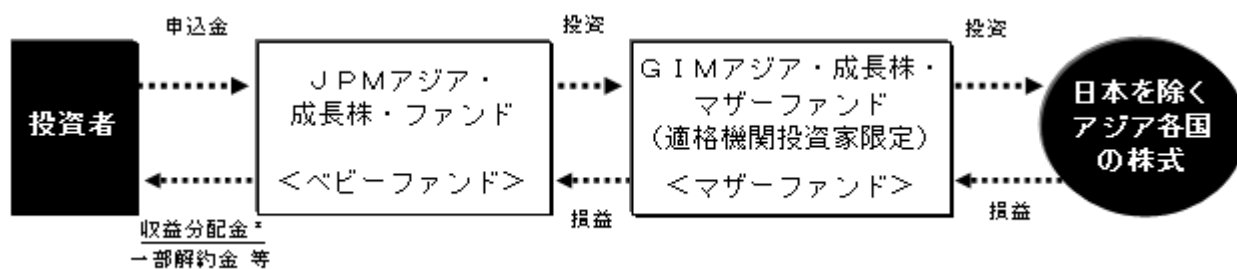 申込金
投資
投資
投資者
JPMアジア・
成長株・ファンド
<ベビーファンド>
GIMアジア・成長株・
マザーファンド
(適格機関投資家限定)
<マザーファンド>
日本を除く
アジア各国
の株式
収益分配金*
一部解約金 等
損益
損益